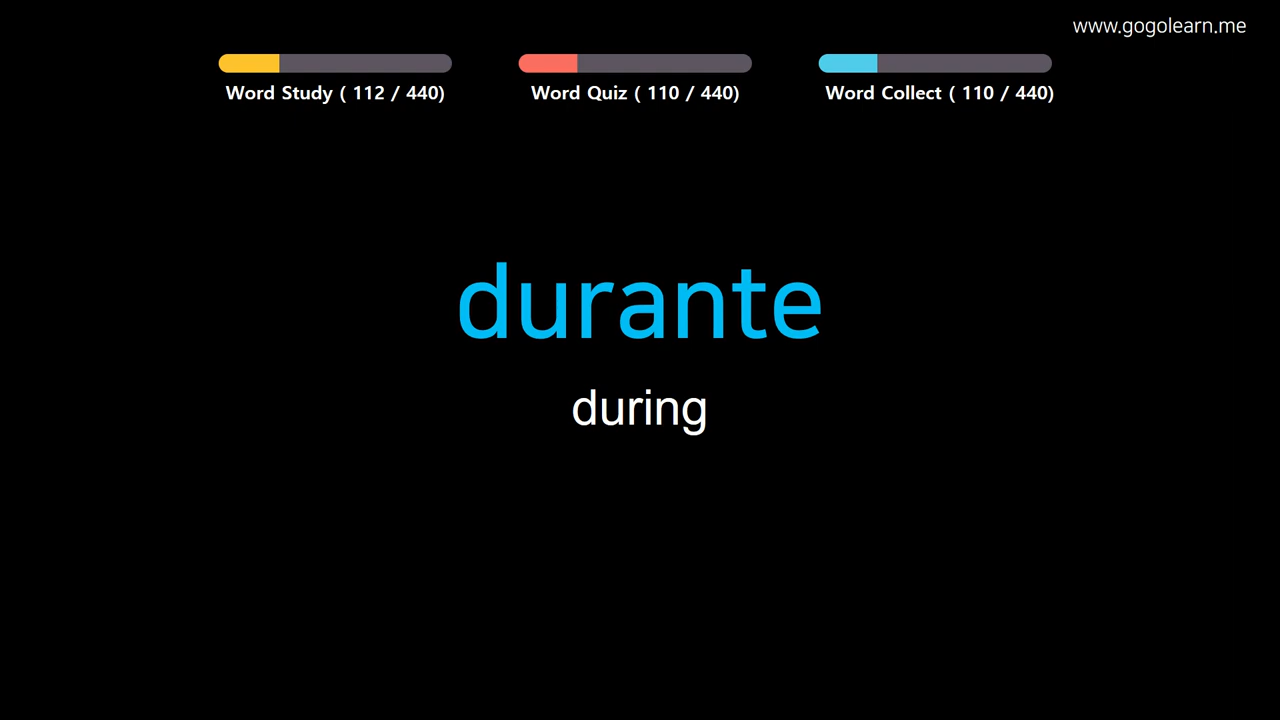 www.gogolearn.me
Word Study ( 112 / 440)
Word Quiz ( 110 / 440)
Word Collect ( 110 / 440)
durante
during